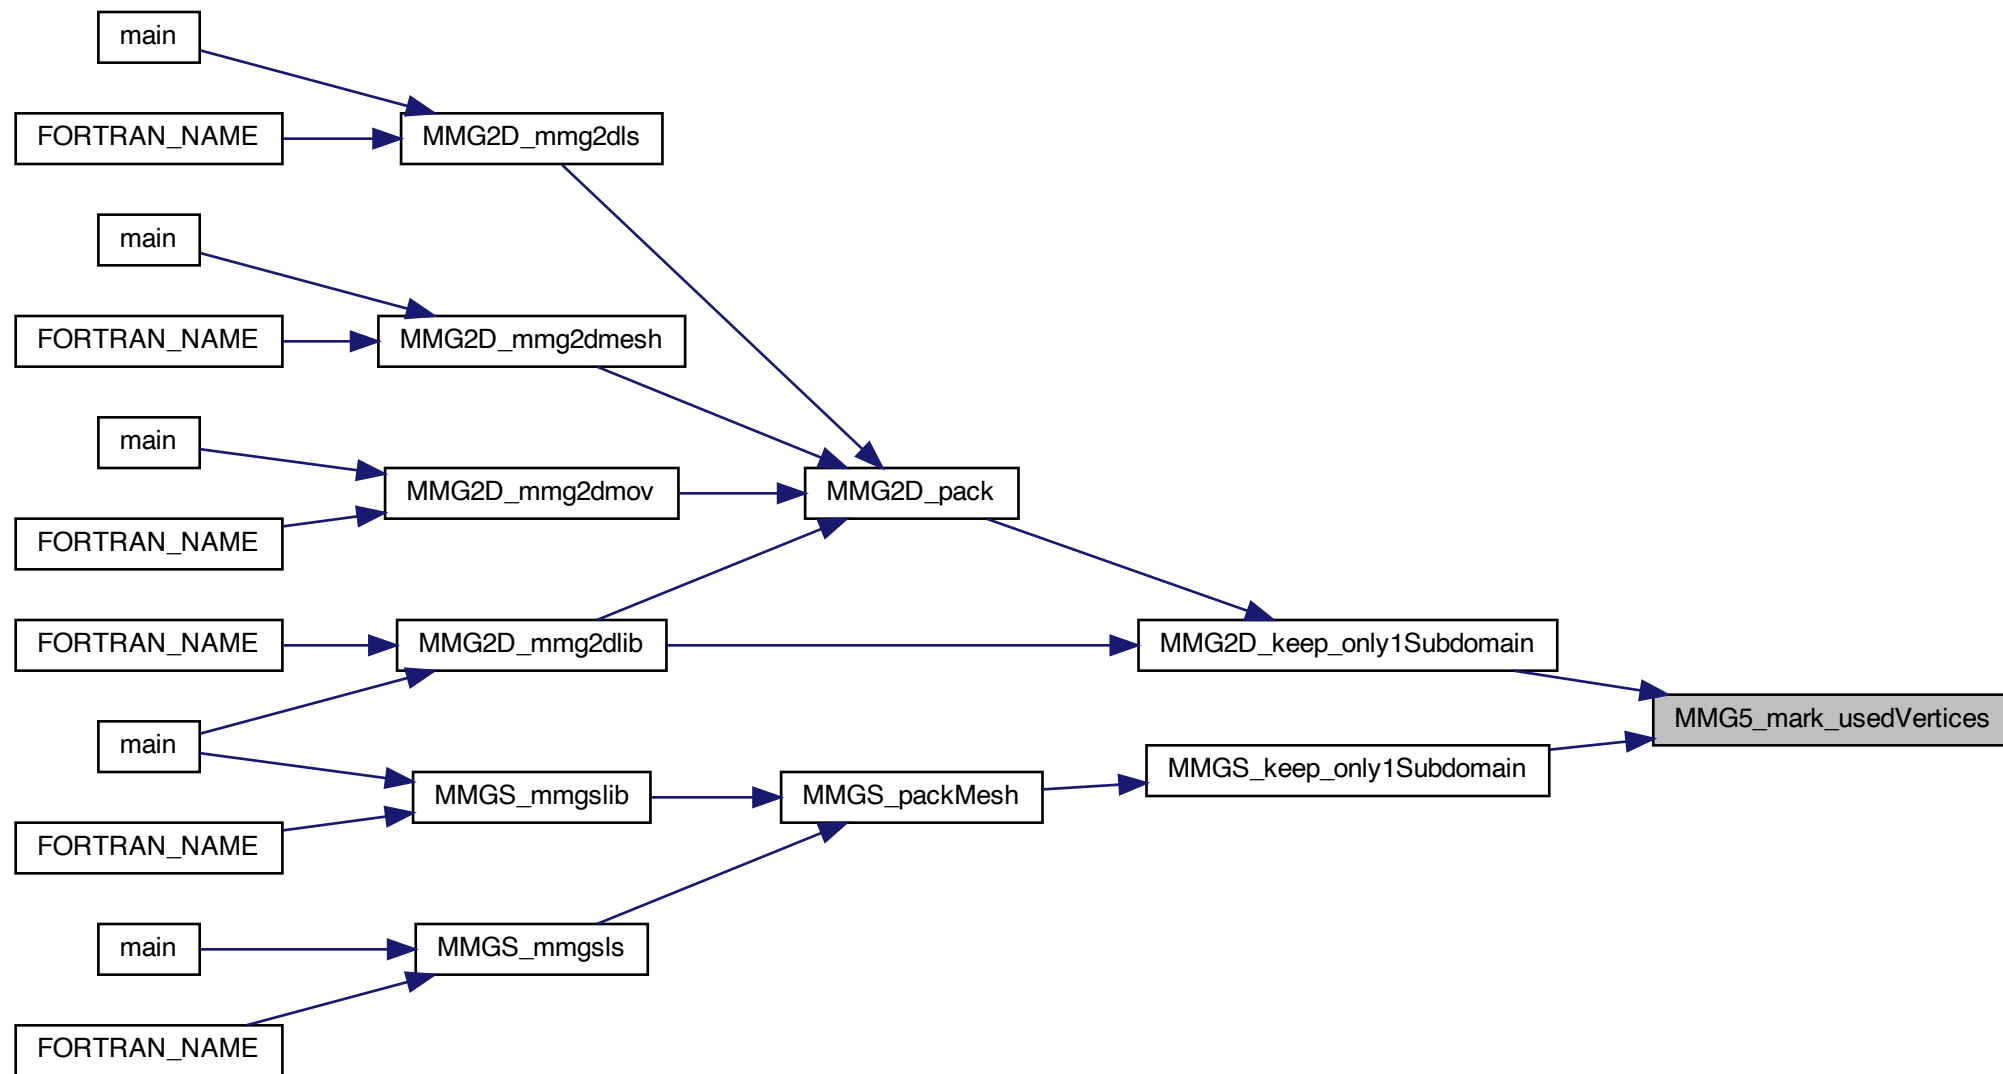 main
FORTRAN_NAME
MMG2D_mmg2dls
main
FORTRAN_NAME
MMG2D_mmg2dmesh
main
MMG2D_mmg2dmov
MMG2D_pack
FORTRAN_NAME
FORTRAN_NAME
MMG2D_mmg2dlib
MMG2D_keep_only1Subdomain
MMG5_mark_usedVertices
main
MMGS_keep_only1Subdomain
MMGS_mmgslib
MMGS_packMesh
FORTRAN_NAME
main
MMGS_mmgsls
FORTRAN_NAME